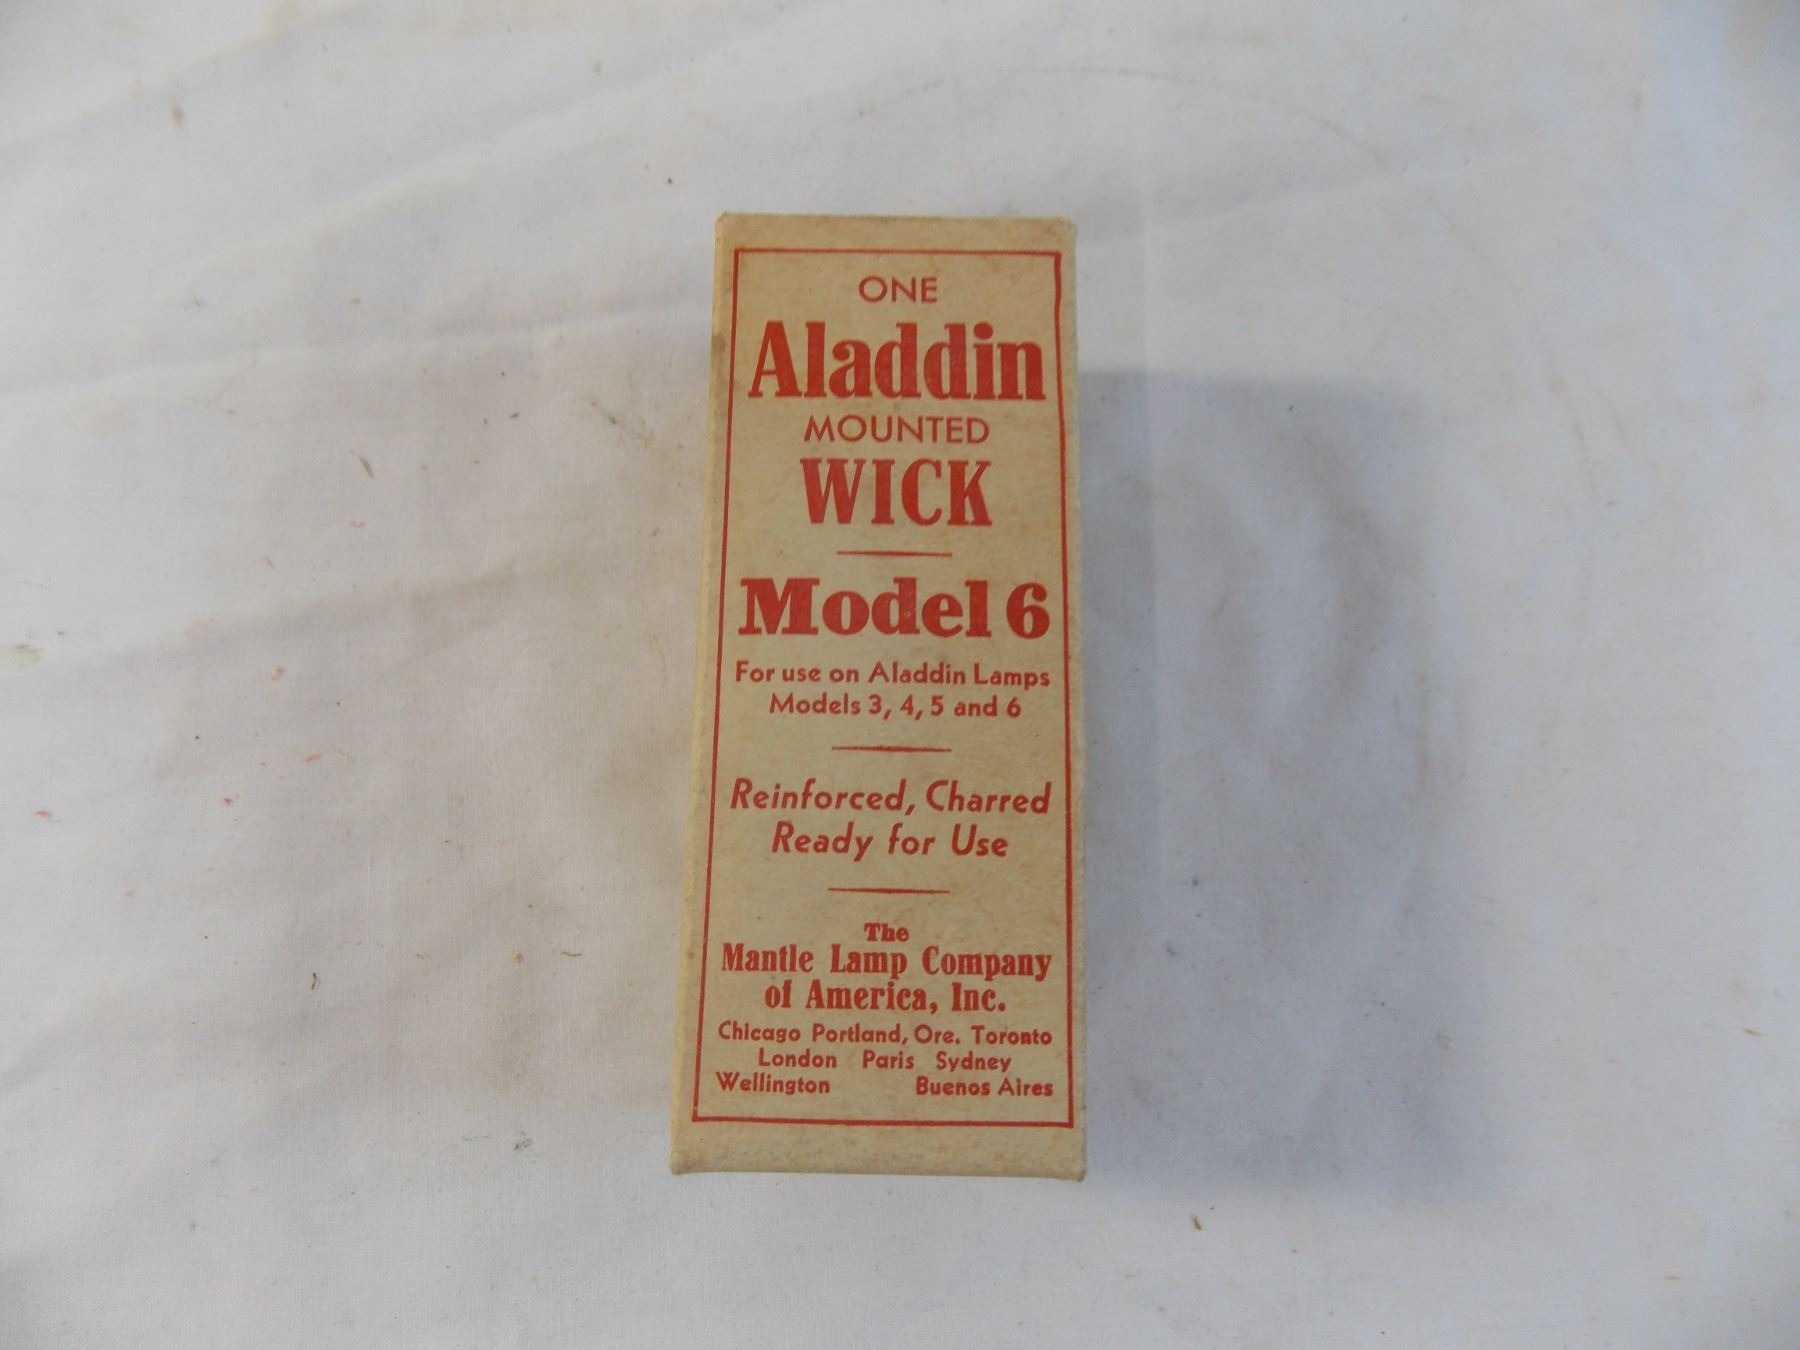 ONE
Aladdin
MOUNTED
WICK
Model 6
For use on Aladdin Lamps
Models 3, 4, 5 and 6
Reinforced, Charred
Ready for Use
The
Mantle Lamp Company
of America, Inc.
Chicago Portland, Ore. Toronto
London Paris Sydney
Wellington Buenos Aires